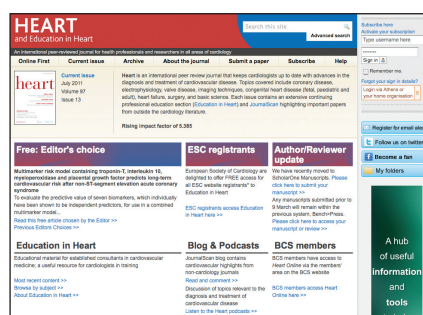 HEART
and Education in Heart
Search this site
Advanced search
An international peer-reviewed journal for health professionals and researchers in all areas of cardiology
Online First Current issue Archive About the journal Submit a paper Subscribe Help
heart
Current issue
July 2011
Volume 97
Issue 13
Heart is an international peer review journal that keeps cardiologists up to date with advances in the
diagnosis and treatment of cardiovascular disease. Topics covered include coronary disease,
electrophysiology, valve disease, imaging techniques, congenital heart disease (fetal, paediatric and
adult), heart failure, surgery, and basic science. Each issue contains an extensive continuing
professional education section (Education in Heart) and JournalScan highlighting important papers
from outside the cardiology literature.
Rising impact factor of 5.385
Free: Editor's choice
Multimarker risk model containing troponin-T, interleukin 10,
myeloperoxidase and placental growth factor predicts long-term
cardiovascular risk after non-ST-segment elevation acute coronary
syndrome
To evaluate the predictive value of seven biomarkers, which individually
have been shown to be independent predictors, for use in a combined
multimarker model...
Read this free article chosen by the Editor >>
Previous Editors Choices >>
ESC registrants
European Society of Cardiology are
delighted to offer FREE access for
all ESC website registrants* to
Education in Heart
ESC registrants access Education
in Heart here >>
Author/Reviewer
update
We have recently moved to
ScholarOne Manuscripts. Please
click here to submit your
manuscript >>
Any manuscripts submitted prior to
9 March will remain within the
previous system, Bench>Press.
Please click here to access your
manuscript or review >>
Education in Heart
Educational material for established consultants in cardiovascular
medicine; a useful resource for cardiologists in training
Most recent content >>
Browse by subject >>
About Education in Heart >>
Blog & Podcasts
JournalScan blog contains
cardiovascular highlights from
non-cardiology journals
Read and comment >>
Discussion of topics relevant to the
diagnosis and treatment of
cardiovascular disease
Listen to the Heart podcasts >>
BCS members
BCS members have access to
Heart Online via the members'
area on the BCS website
BCS members access Heart
Online here >>
Subscribe here
Activate your subscription
Type username here
Sign in
Remember me.
Forgot your sign in details?
Login via Athens or
your home organisation
Register for email ale
Follow us on twitte
Become a fan
My folders
A hub
of useful
information
and
tools